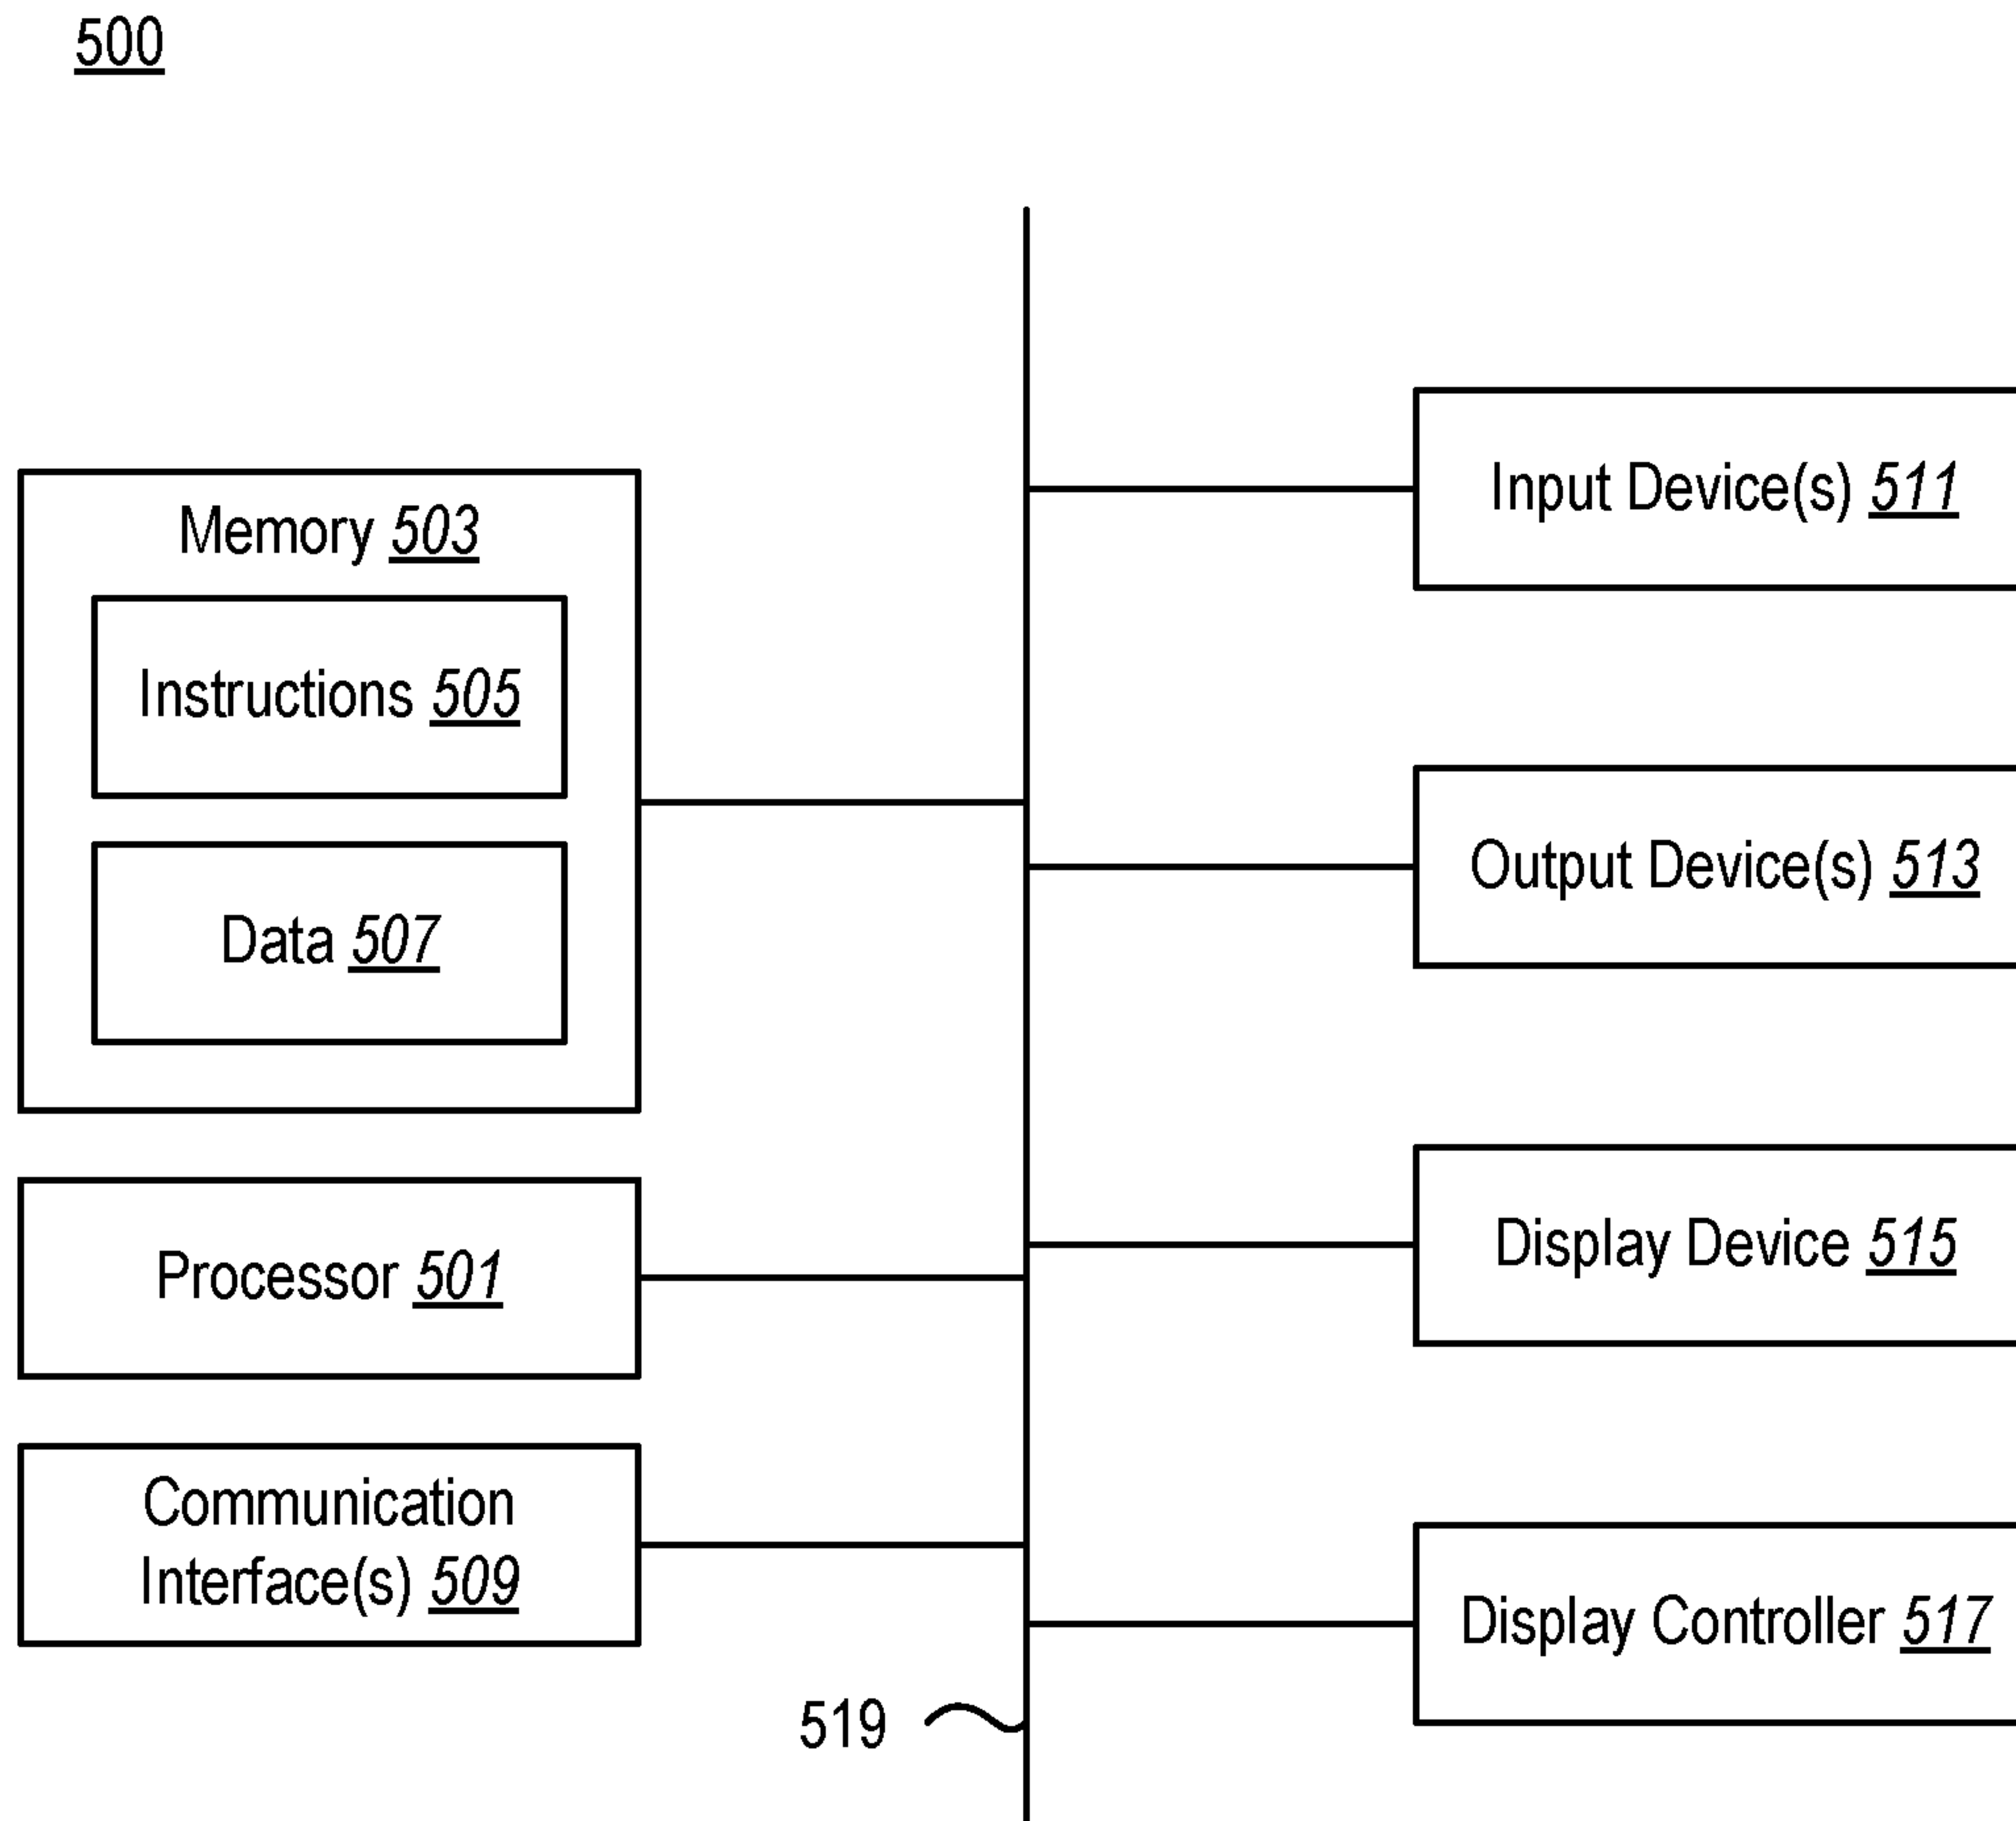 500
Memory 503
Instructions 505
Data 507
Processor 501
Communication
Interface(s) 509
519
Input Device(s) 511
Output Device(s) 513
Display Device 515
Display Controller 517